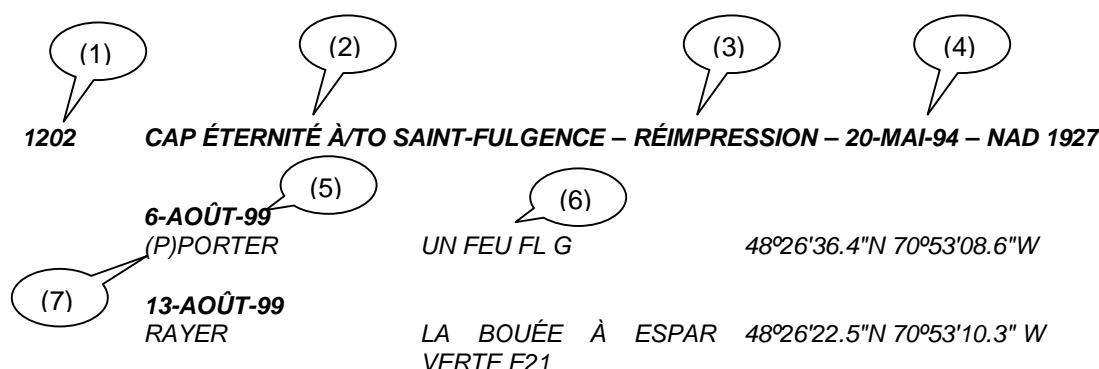 (1) (2) (3) (4)
1202 CAP ÉTERNITÉ À/TO SAINT-FULGENCE – RÉIMPRESSION – 20-MAI-94 – NAD 1927
(5) (6)
6-AOÛT-99
(P)PORTER UN FEU FL G 48º26'36.4"N 70º53'08.6"W
(7)
13-AOÛT-99
RAYER LA BOUÉE À ESPAR 48º26'22.5"N 70º53'10.3" W
VERTE F21